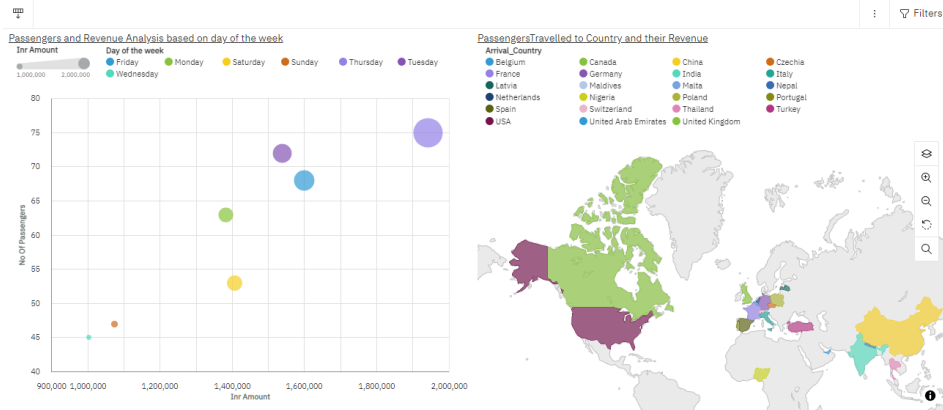 Filters
Passengers and Revenue Analysis based on day of the week
Inr Amount
1,000,000 2,000,000
Day of the week
Friday Monday Saturday Sunday Thursday Tuesday
Wednesday
80
75
70
65
60
55
50
45
40
No Of Passengers
900,000 1,000,000 1,200,000 1,400,000 1,600,000 1,800,000 2,000,000
Inr Amount
PassengersTravelled to Country and their Revenue
Arrival_Country
Belgium Canada China Czechia
France Germany India Italy
Latvia Maldives Malta Nepal
Netherlands Nigeria Poland Portugal
Spain Switzerland Thailand Turkey
USA United Arab Emirates United Kingdom